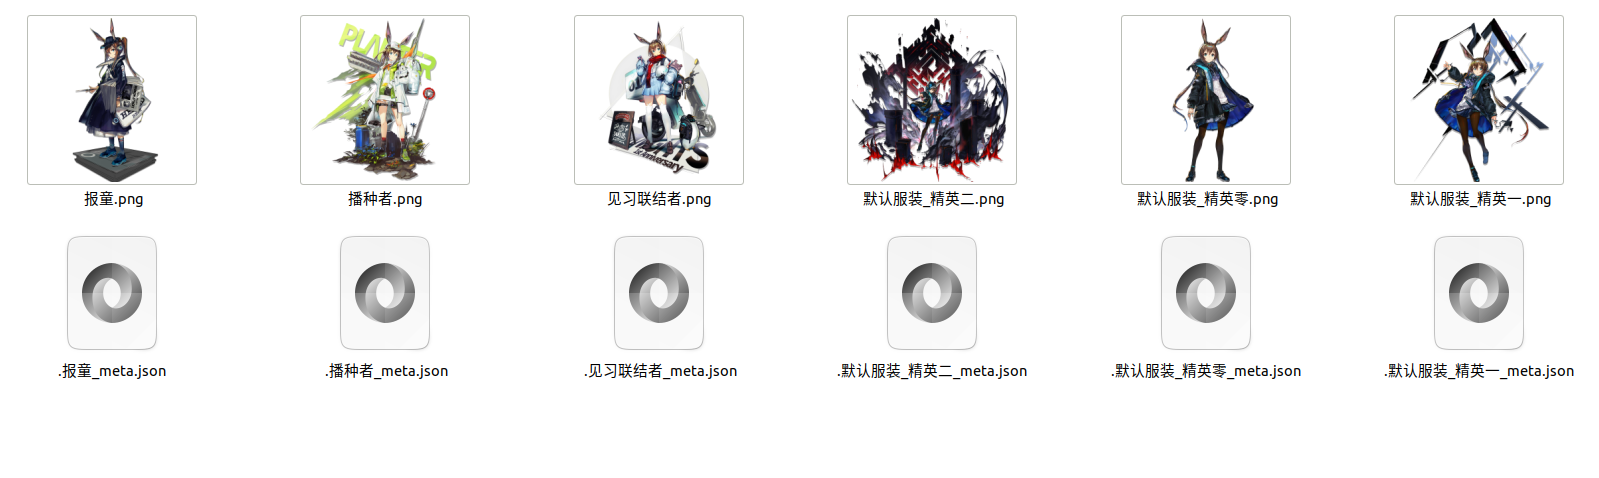 报童.png
播种者.png
见习联结者.png
默认服装_精英二.png
默认服装_精英零.png
默认服装_精英一.png
.报童_meta.json
.播种者_meta.json
.见习联结者_meta.json
.默认服装_精英二_meta.json
.默认服装_精英零_meta.json
.默认服装_精英一_meta.json